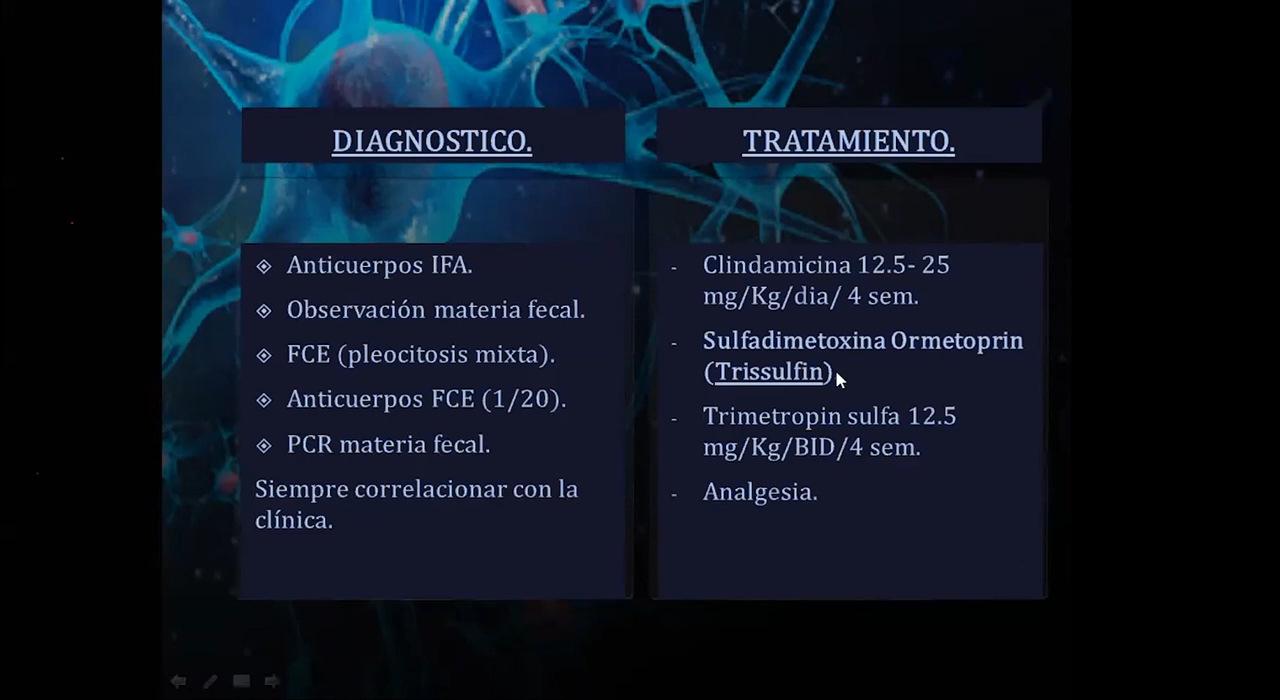 DIAGNOSTICO.
Anticuerpos IFA.
Observación materia fecal.
FCE (pleocitosis mixta).
Anticuerpos FCE (1/20).
PCR materia fecal.
Siempre correlacionar con la
clínica.
TRATAMIENTO.
- Clindamicina 12.5- 25
mg/Kg/dia/ 4 sem.
- Sulfadimetoxina Ormetoprin
(Trissulfin)
- Trimetropin sulfa 12.5
mg/Kg/BID/4 sem.
- Analgesia.